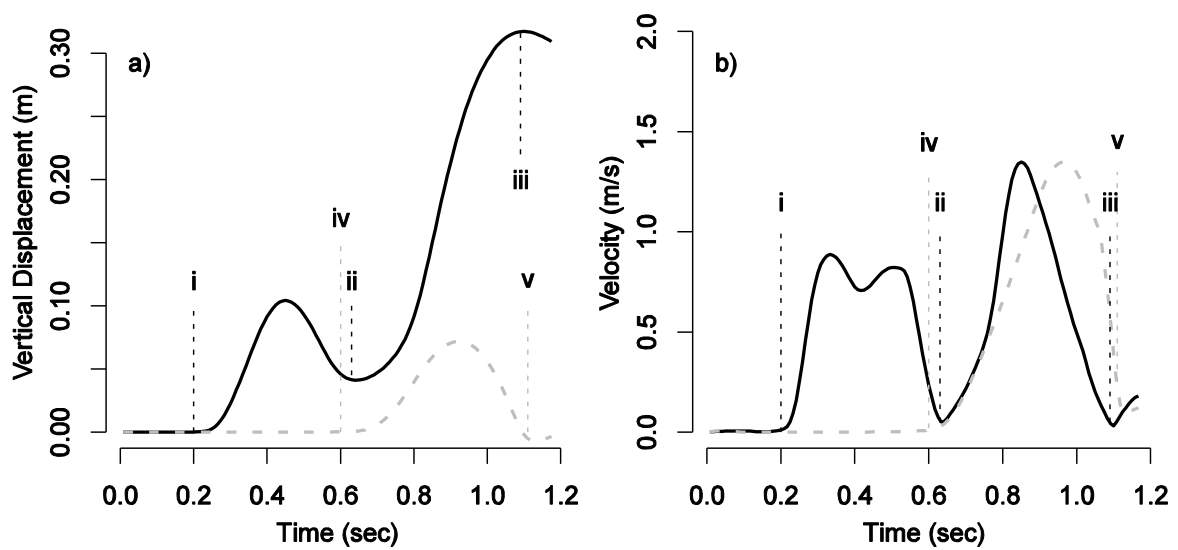 a)
Vertical Displacement (m)
0.30
0.20
0.10
0.00
i
iv
ii
iii
v
0.0 0.2 0.4 0.6 0.8 1.0 1.2
Time (sec)
b)
Velocity (m/s)
2.0
1.5
1.0
0.5
0.0
i
iv
ii
v
iii
0.0 0.2 0.4 0.6 0.8 1.0 1.2
Time (sec)